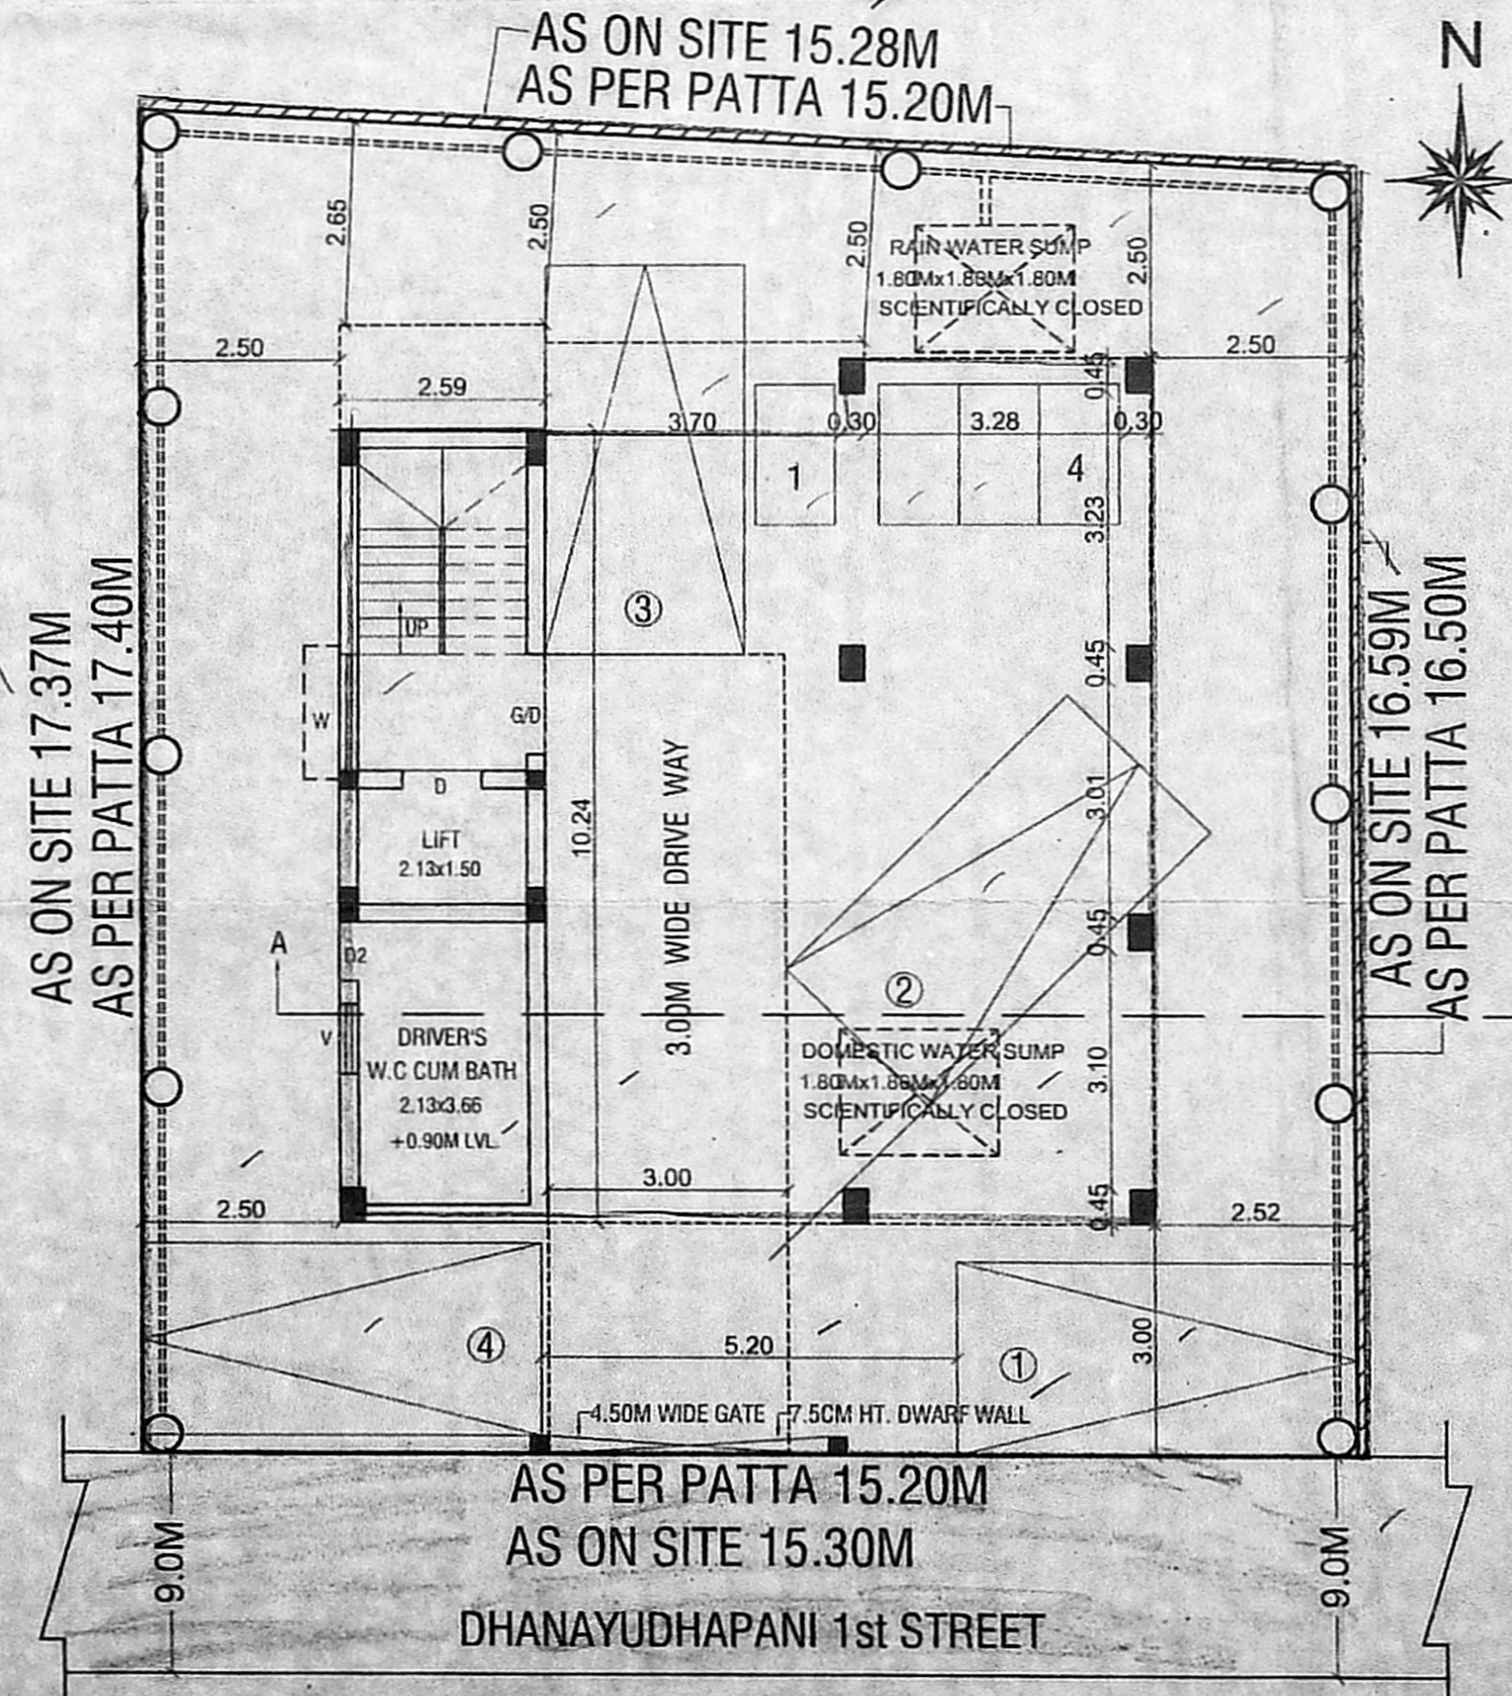 AS ON SITE 15.28M
AS PER PATTA 15.20M
N
2.65
2.50
2.50
2.50
RAIN WATER SUMP
1.80Mx1.80Mx1.80M
SCIENTIFICALLY CLOSED
2.50
2.50
2.59
0.45
3.70
0.30
3.28
0.30
1
4
3.23
3
UP
AS ON SITE 17.37M
AS PER PATTA 17.40M
AS ON SITE 16.59M
AS PER PATTA 16.50M
0.45
W
G/D
D
LIFT
2.13x1.50
10.24
3.00M WIDE DRIVE WAY
3.01
A
D2
0.45
2
V
DRIVER'S
W.C CUM BATH
2.13x3.66
+0.90M LVL.
DOMESTIC WATER SUMP
1.80Mx1.80Mx1.80M
SCIENTIFICALLY CLOSED
3.10
3.00
2.50
0.45
2.52
4
5.20
1
3.00
4.50M WIDE GATE
7.5CM HT. DWARF WALL
AS PER PATTA 15.20M
AS ON SITE 15.30M
9.0M
9.0M
DHANAYUDHAPANI 1st STREET